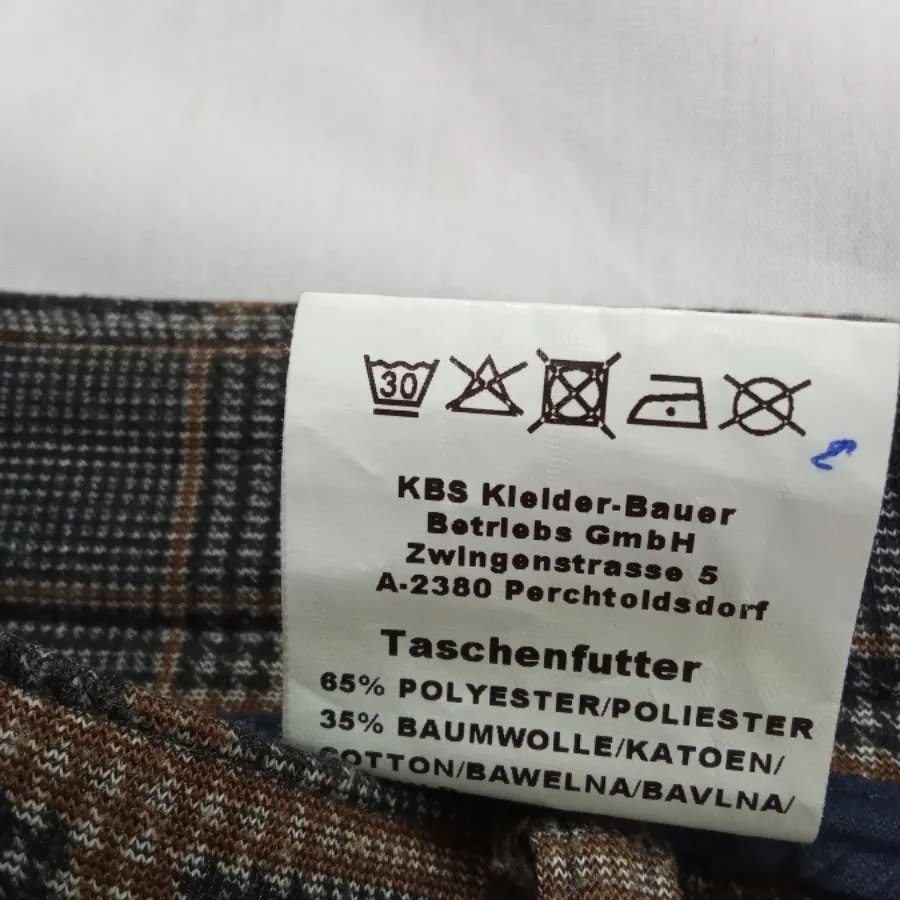 30
KBS Kleider-Bauer
Betriebs GmbH
Zwingenstrasse 5
A-2380 Perchtoldsdorf
Taschenfutter
65% POLYESTER/POLIESTER
35% BAUMWOLLE/KATOEN/
COTTON/BAWELNA/BAVLNA/